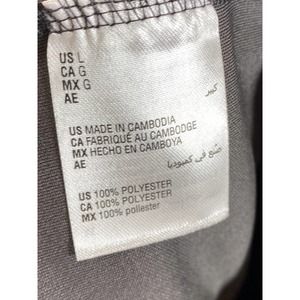 US L
CA G
MX G
AE كبير
US MADE IN CAMBODIA
CA FABRIQUÉ AU CAMBODGE
MX HECHO EN CAMBOYA
AE صنع في كمبوديا
US 100% POLYESTER
CA 100% POLYESTER
MX 100% poliester